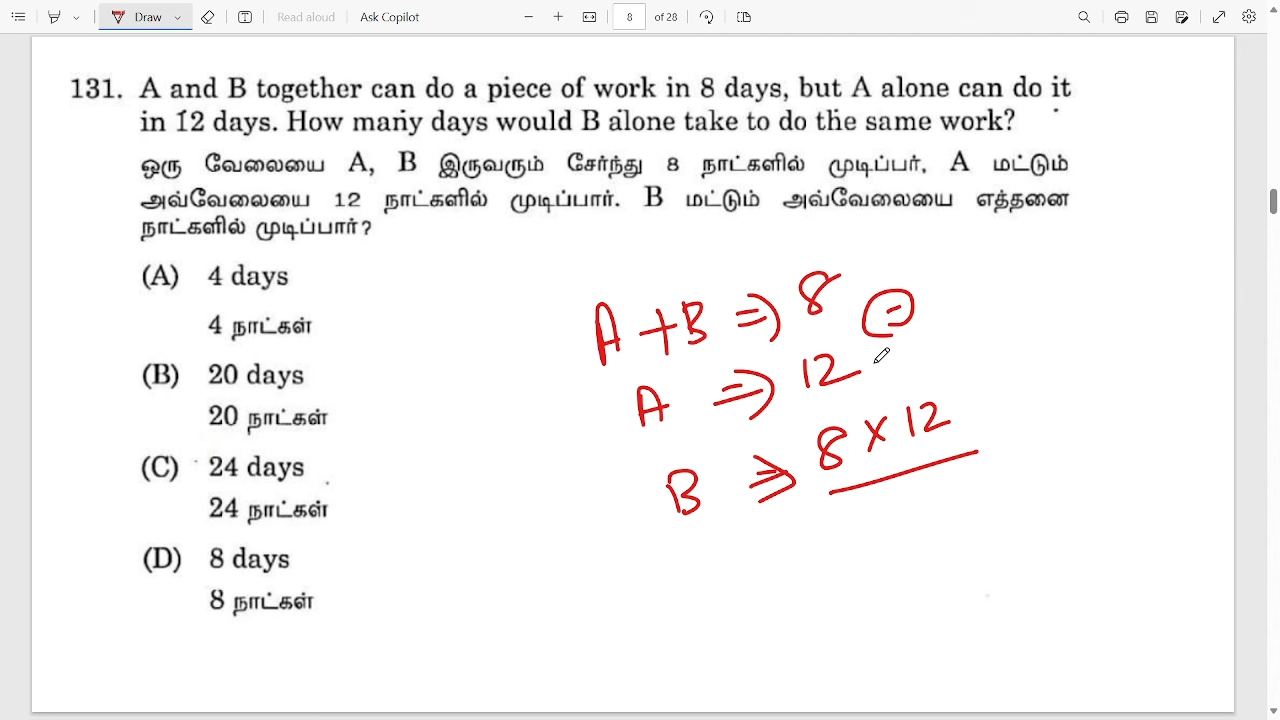 Draw
Read aloud
Ask Copilot
8
of 28
131. A and B together can do a piece of work in 8 days, but A alone can do it
in 12 days. How many days would B alone take to do the same work?
ஒரு வேலையை A, B இருவரும் சேர்ந்து 8 நாட்களில் முடிப்பர். A மட்டும்
அவ்வேலையை 12 நாட்களில் முடிப்பார். B மட்டும் அவ்வேலையை எத்தனை
நாட்களில் முடிப்பார்?
(A) 4 days
4 நாட்கள்
(B) 20 days
20 நாட்கள்
(C) 24 days
24 நாட்கள்
(D) 8 days
8 நாட்கள்
A + B ⇒ 8 (-)
A ⇒ 12
B ⇒ 8 × 12